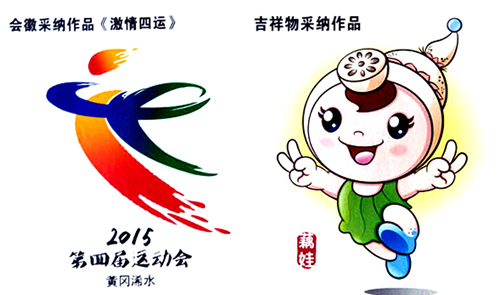 会徽采纳作品《激情四运》
2015
第四届运动会
黄冈浠水
吉祥物采纳作品
藕娃